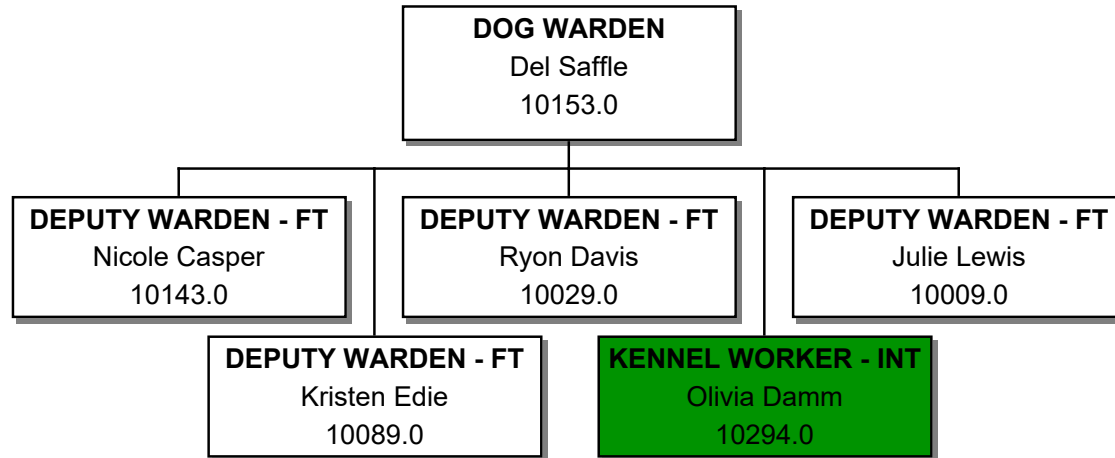 DOG WARDEN
Del Saffle
10153.0
DEPUTY WARDEN - FT
Nicole Casper
10143.0
DEPUTY WARDEN - FT
Ryon Davis
10029.0
DEPUTY WARDEN - FT
Julie Lewis
10009.0
DEPUTY WARDEN - FT
Kristen Edie
10089.0
KENNEL WORKER - INT
Olivia Damm
10294.0